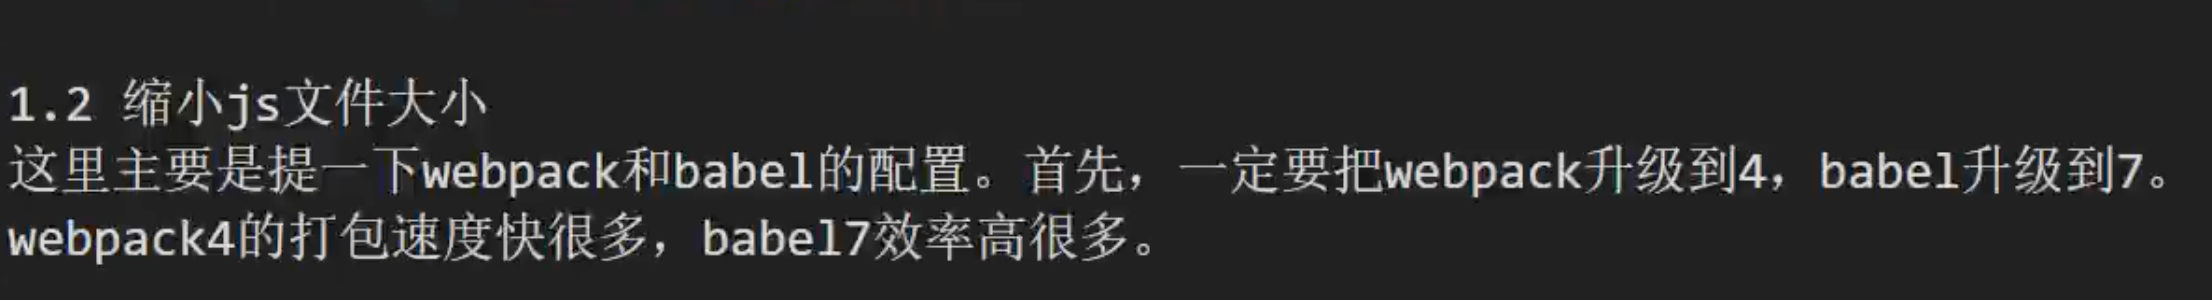 1.2 缩小js文件大小
这里主要是提一下webpack和babel的配置。首先，一定要把webpack升级到4，babel升级到7。
webpack4的打包速度快很多，babel7效率高很多。